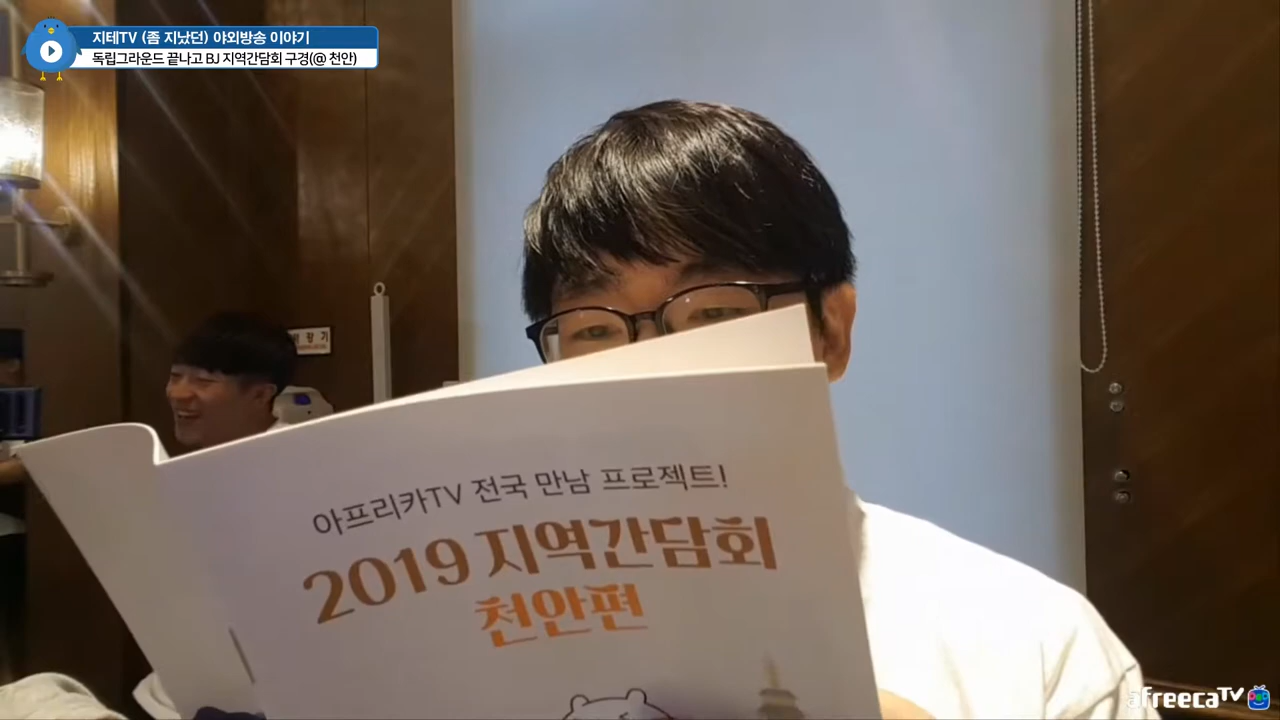 지테TV (좀 지났던) 야외방송 이야기
독립그라운드 끝나고 BJ 지역간담회 구경(@ 천안)
아프리카TV 전국 만남 프로젝트!
2019 지역간담회
천안편
afreecaTV